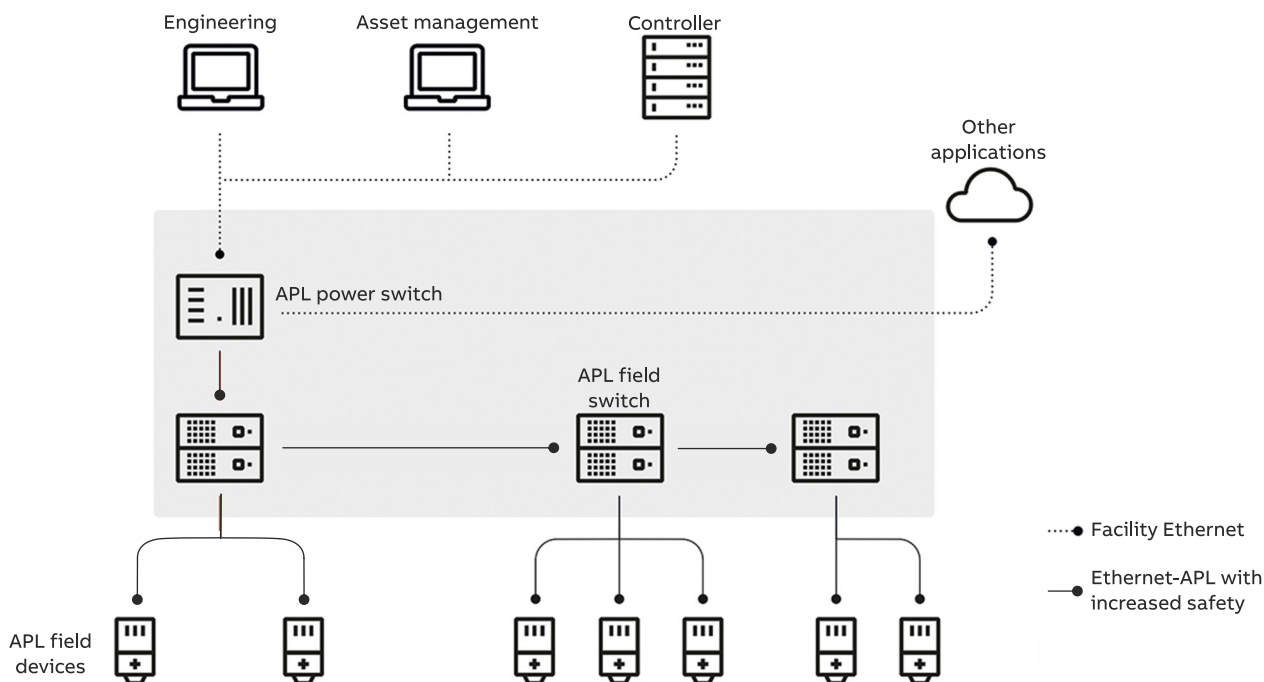 Engineering
Asset management
Controller
Other
applications
APL power switch
APL field
switch
Facility Ethernet
Ethernet-APL with
increased safety
APL field
devices